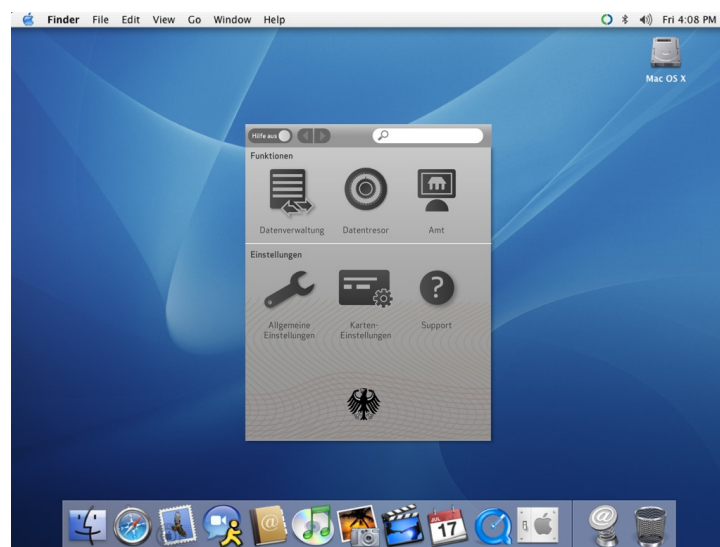 Finder File Edit View Go Window Help Fri 4:08 PM
Mac OS X
Hilfe aus
Funktionen
Datenverwaltung Datentresor Amt
Einstellungen
Allgemeine Karten- Support
Einstellungen Einstellungen
@ JUL @
17